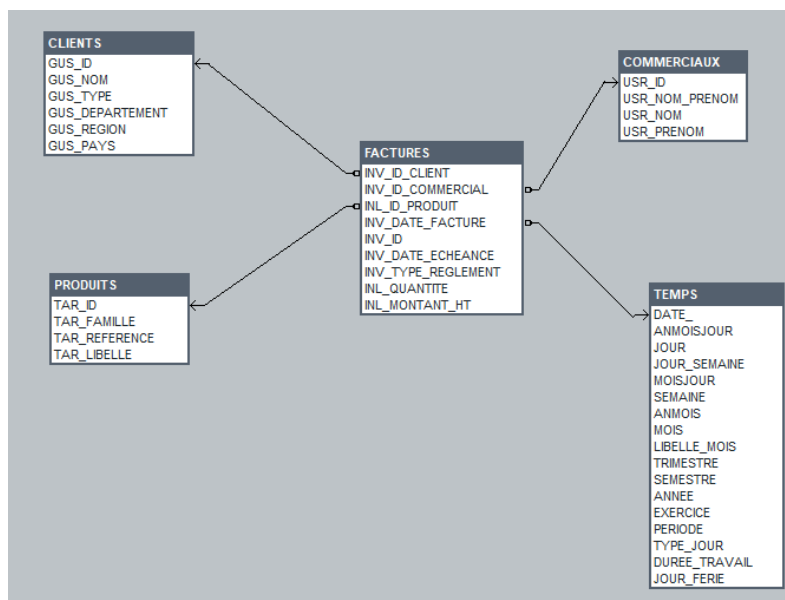 CLIENTS
GUS_ID
GUS_NOM
GUS_TYPE
GUS_DEPARTEMENT
GUS_REGION
GUS_PAYS
COMMERCIAUX
USR_ID
USR_NOM_PRENOM
USR_NOM
USR_PRENOM
FACTURES
INV_ID_CLIENT
INV_ID_COMMERCIAL
INL_ID_PRODUIT
INV_DATE_FACTURE
INV_ID
INV_DATE_ECHEANCE
INV_TYPE_REGLEMENT
INL_QUANTITE
INL_MONTANT_HT
PRODUITS
TAR_ID
TAR_FAMILLE
TAR_REFERENCE
TAR_LIBELLE
TEMPS
DATE_
ANMOISJOUR
JOUR
JOUR_SEMAINE
MOISJOUR
SEMAINE
ANMOIS
MOIS
LIBELLE_MOIS
TRIMESTRE
SEMESTRE
ANNEE
EXERCICE
PERIODE
TYPE_JOUR
DUREE_TRAVAIL
JOUR_FERIE